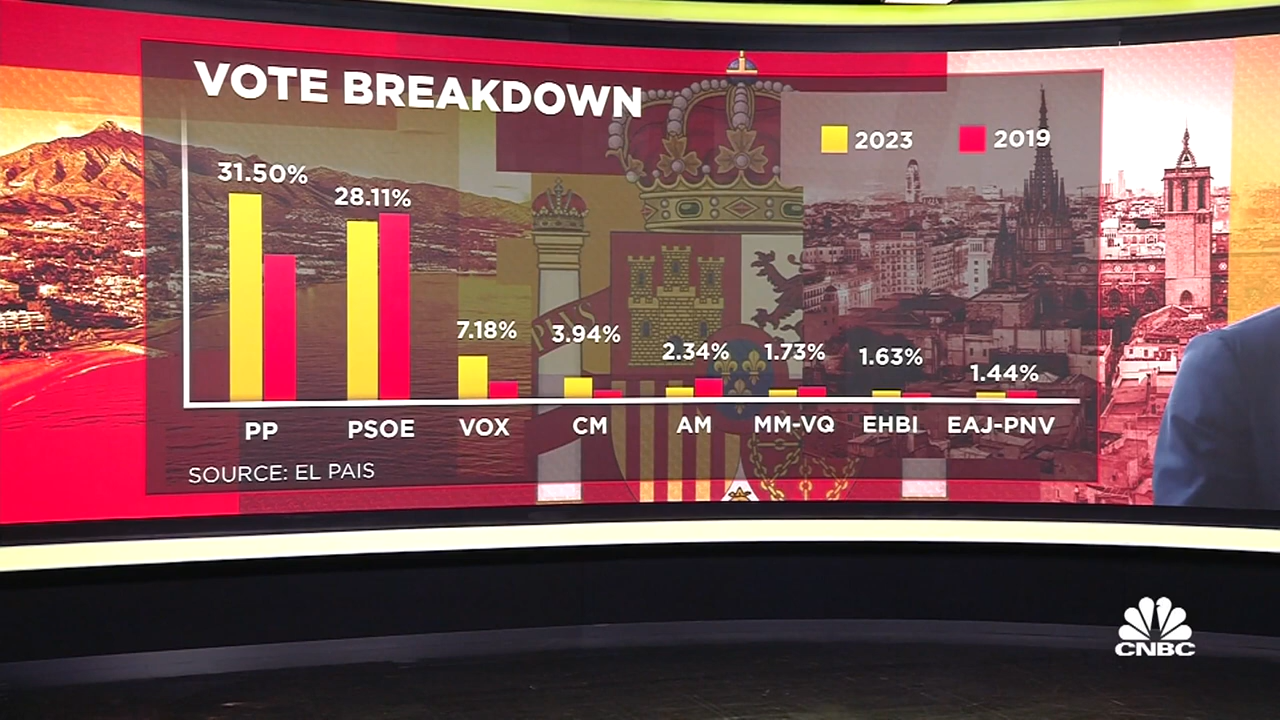 VOTE BREAKDOWN
2023
2019
31.50%
28.11%
7.18%
3.94%
2.34%
1.73%
1.63%
1.44%
PP
PSOE
VOX
CM
AM
MM-VQ
EHBI
EAJ-PNV
SOURCE: EL PAIS
PLVS
CNBC